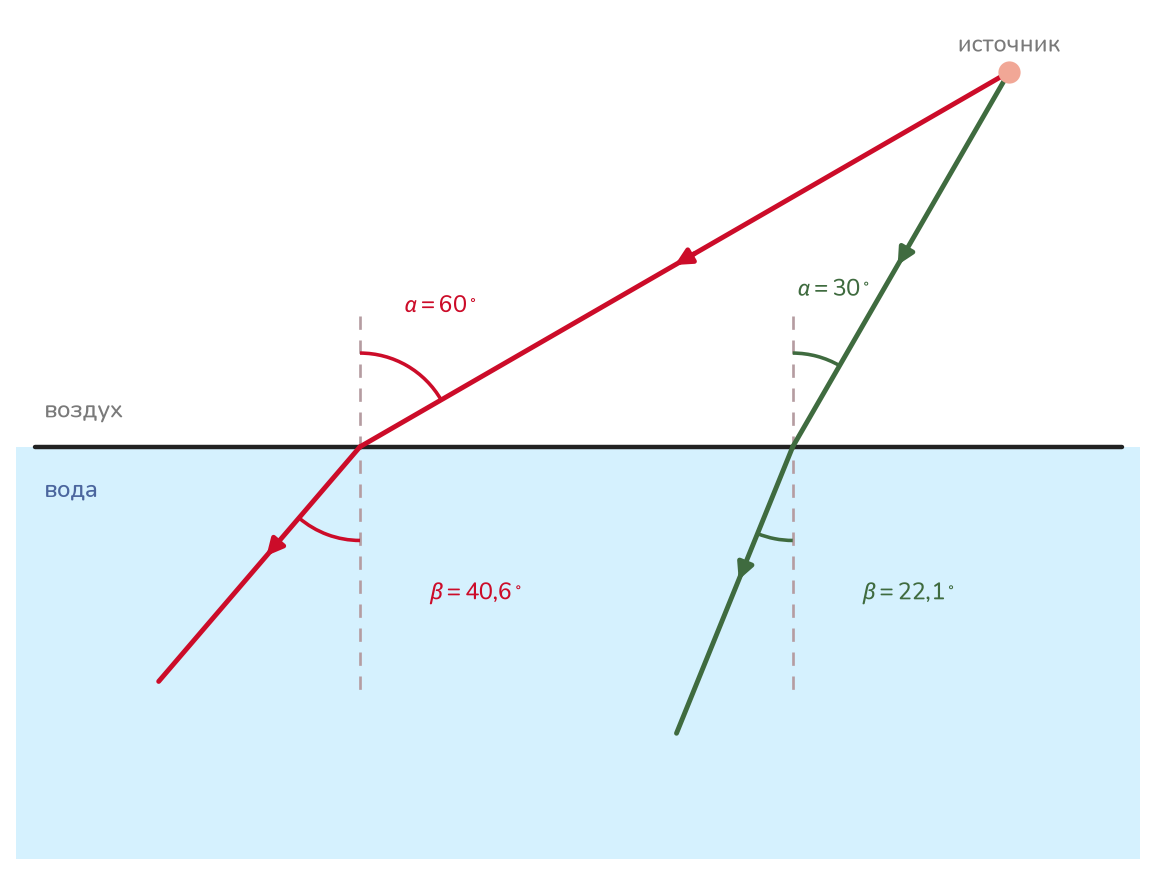 источник
α = 30°
α = 60°
воздух
вода
β = 40,6°
β = 22,1°